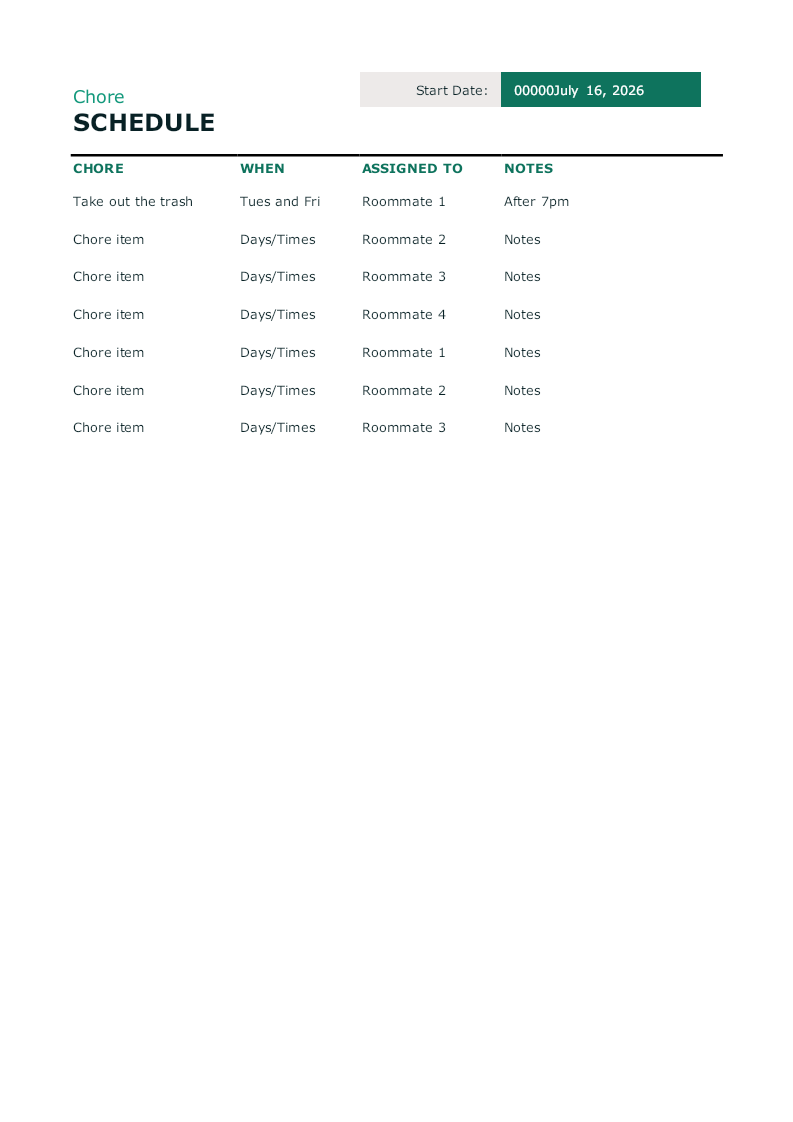 Start Date: 00000July 16, 2026
Chore
SCHEDULE
CHORE WHEN ASSIGNED TO NOTES
Take out the trash Tues and Fri Roommate 1 After 7pm
Chore item Days/Times Roommate 2 Notes
Chore item Days/Times Roommate 3 Notes
Chore item Days/Times Roommate 4 Notes
Chore item Days/Times Roommate 1 Notes
Chore item Days/Times Roommate 2 Notes
Chore item Days/Times Roommate 3 Notes